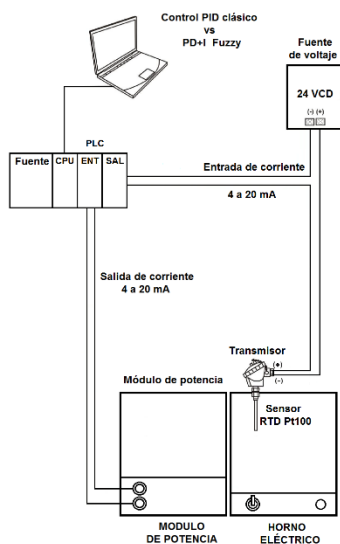 Control PID clásico
vs
PD+I Fuzzy
Fuente
de voltaje
24 VCD
(-) (+)
PLC
Fuente CPU ENT SAL
Entrada de corriente
4 a 20 mA
Salida de corriente
4 a 20 mA
Transmisor
(+)
(-)
Módulo de potencia
Sensor
RTD Pt100
MODULO
DE POTENCIA
HORNO
ELÉCTRICO